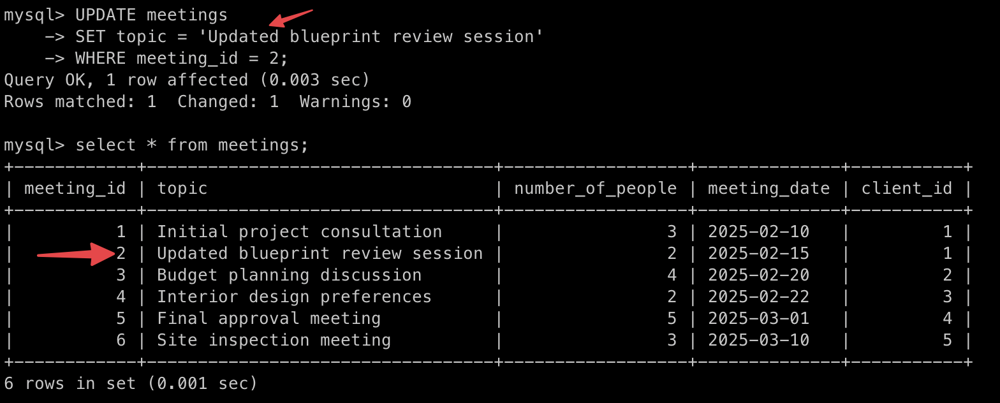 mysql> UPDATE meetings
    -> SET topic = 'Updated blueprint review session'
    -> WHERE meeting_id = 2;
Query OK, 1 row affected (0.003 sec)
Rows matched: 1  Changed: 1  Warnings: 0

mysql> select * from meetings;
+------------+----------------------------------+------------------+--------------+-----------+
| meeting_id | topic                            | number_of_people | meeting_date | client_id |
+------------+----------------------------------+------------------+--------------+-----------+
|          1 | Initial project consultation     |                3 | 2025-02-10   |         1 |
|          2 | Updated blueprint review session |                2 | 2025-02-15   |         1 |
|          3 | Budget planning discussion       |                4 | 2025-02-20   |         2 |
|          4 | Interior design preferences      |                2 | 2025-02-22   |         3 |
|          5 | Final approval meeting           |                5 | 2025-03-01   |         4 |
|          6 | Site inspection meeting          |                3 | 2025-03-10   |         5 |
+------------+----------------------------------+------------------+--------------+-----------+
6 rows in set (0.001 sec)